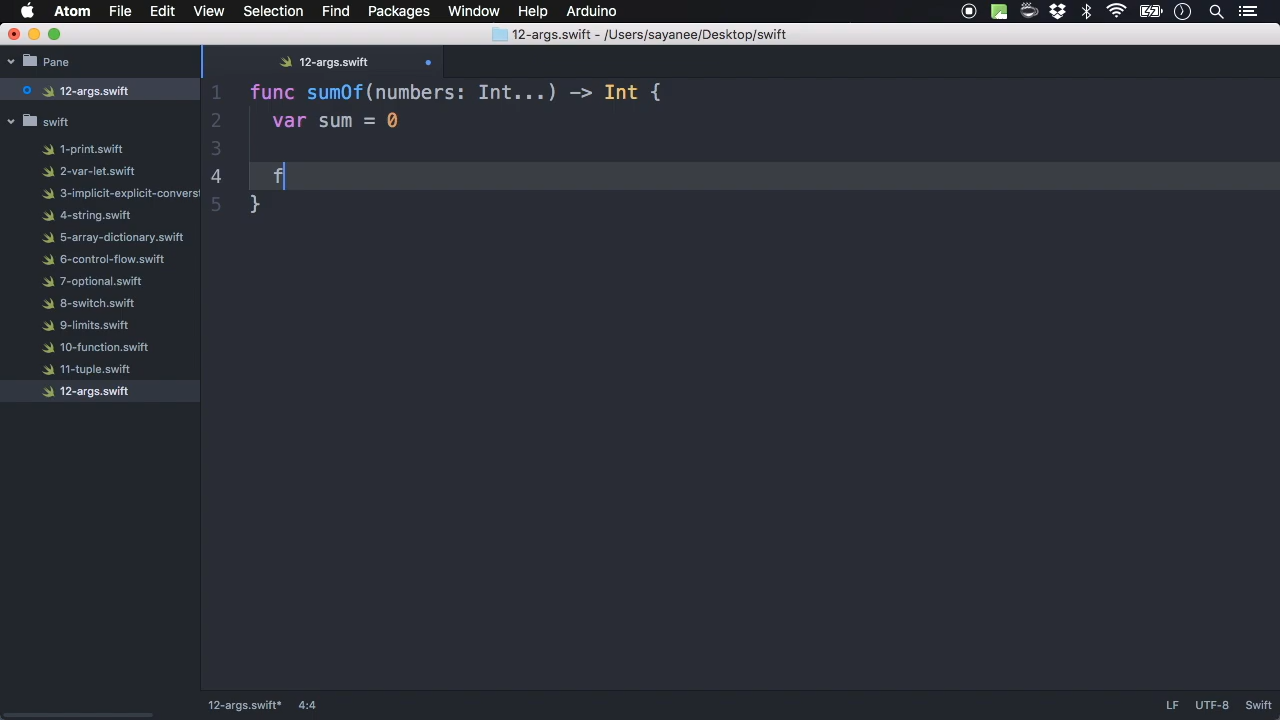 Atom File Edit View Selection Find Packages Window Help Arduino
12-args.swift - /Users/sayanee/Desktop/swift
Pane
12-args.swift
swift
1-print.swift
2-var-let.swift
3-implicit-explicit-converst
4-string.swift
5-array-dictionary.swift
6-control-flow.swift
7-optional.swift
8-switch.swift
9-limits.swift
10-function.swift
11-tuple.swift
12-args.swift
12-args.swift
1 func sumOf(numbers: Int...) -> Int {
2 var sum = 0
3
4 f
5 }
12-args.swift* 4:4 LF UTF-8 Swift